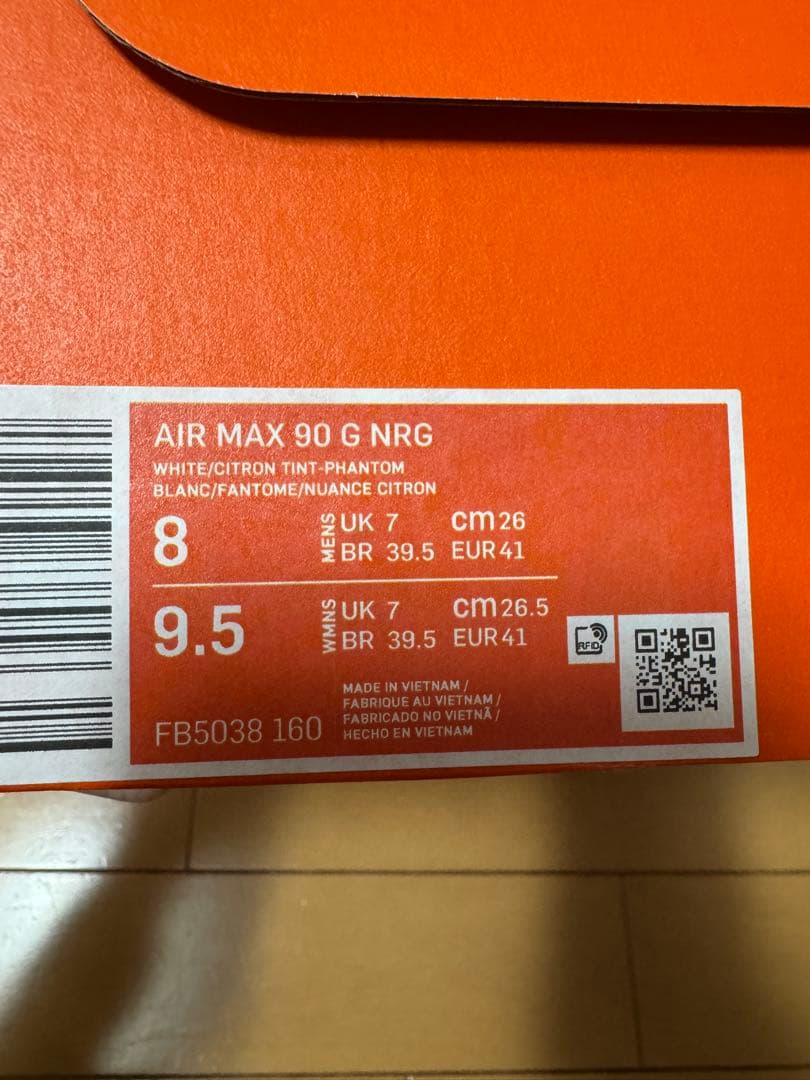 AIR MAX 90 G NRG
WHITE/CITRON TINT-PHANTOM
BLANC/FANTOME/NUANCE CITRON
8 MENS UK 7 cm 26
BR 39.5 EUR 41
9.5 WMNS UK 7 cm 26.5
BR 39.5 EUR 41
RFID
MADE IN VIETNAM /
FABRIQUE AU VIETNAM /
FABRICADO NO VIETNÃ /
HECHO EN VIETNAM
FB5038 160